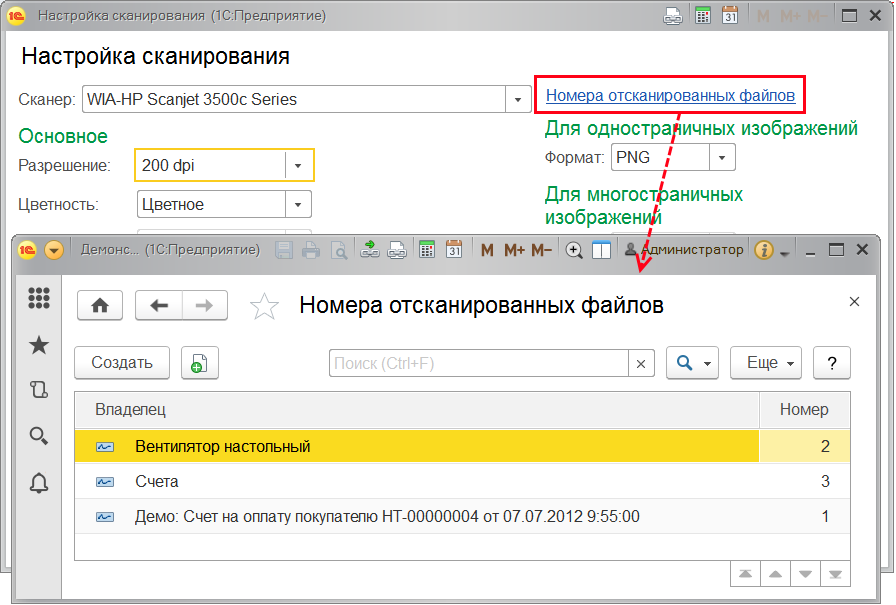 Настройка сканирования (1С:Предприятие)
31 M M+ M-
Настройка сканирования
Сканер: WIA-HP Scanjet 3500c Series
Номера отсканированных файлов
Основное
Для одностраничных изображений
Разрешение: 200 dpi
Формат: PNG
Цветность: Цветное
Для многостраничных
изображений
Демонс... (1С:Предприятие) 31 M M+ M- Администратор
Номера отсканированных файлов
Создать Поиск (Ctrl+F) Еще ?
Владелец Номер
Вентилятор настольный 2
Счета 3
Демо: Счет на оплату покупателю НТ-00000004 от 07.07.2012 9:55:00 1